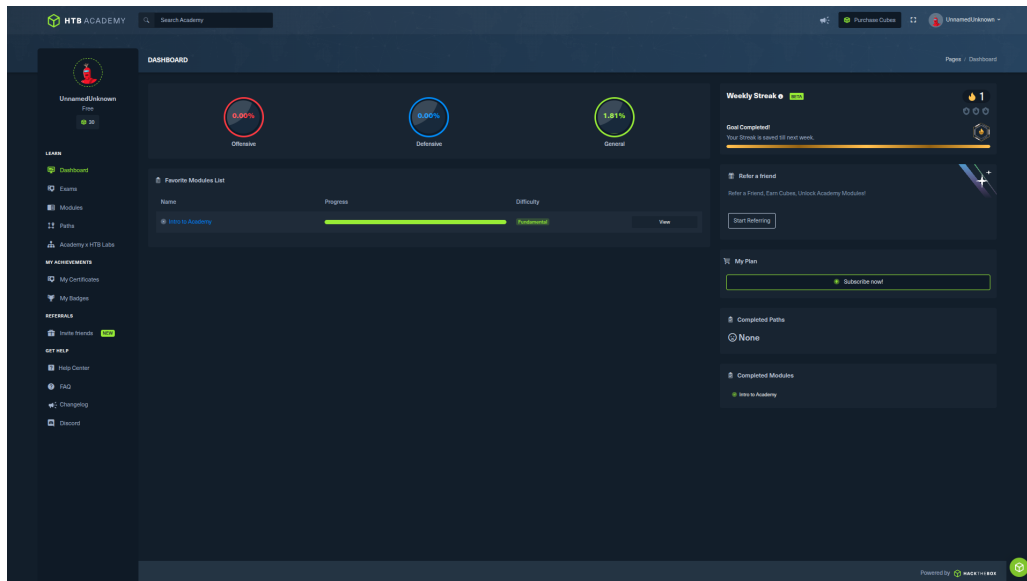 HTB ACADEMY
Search Academy
Purchase Cubes
UnnamedUnknown
UnnamedUnknown
Free
30
LEARN
Dashboard
Exams
Modules
Paths
Academy x HTB Labs
MY ACHIEVEMENTS
My Certificates
My Badges
REFERRALS
Invite friends NEW
GET HELP
Help Center
FAQ
Changelog
Discord
DASHBOARD
Pages / Dashboard
0.00%
Offensive
0.00%
Defensive
1.81%
General
Favorite Modules List
Name Progress Difficulty
Intro to Academy Fundamental View
Weekly Streak BETA
1
Goal Completed!
Your Streak is saved till next week.
Refer a friend
Refer a Friend, Earn Cubes, Unlock Academy Modules!
Start Referring
My Plan
Subscribe now!
Completed Paths
None
Completed Modules
Intro to Academy
Powered by HACKTHEBOX